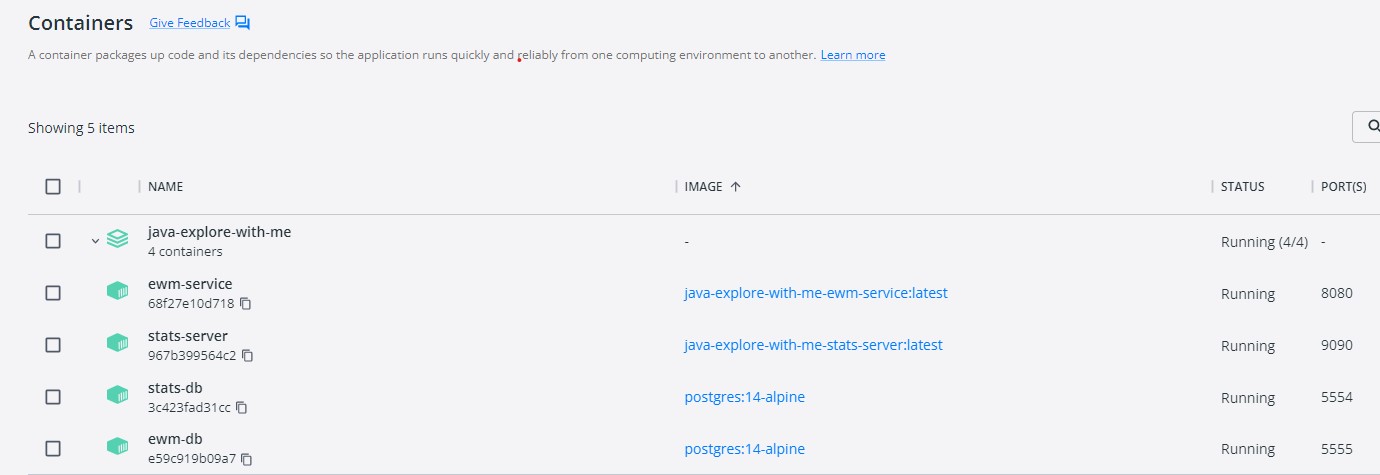 Containers Give Feedback
A container packages up code and its dependencies so the application runs quickly and reliably from one computing environment to another. Learn more
Showing 5 items
NAME IMAGE STATUS PORT(S)
java-explore-with-me
4 containers
- Running (4/4) -
ewm-service
68f27e10d718
java-explore-with-me-ewm-service:latest Running 8080
stats-server
967b399564c2
java-explore-with-me-stats-server:latest Running 9090
stats-db
3c423fad31cc
postgres:14-alpine Running 5554
ewm-db
e59c919b09a7
postgres:14-alpine Running 5555